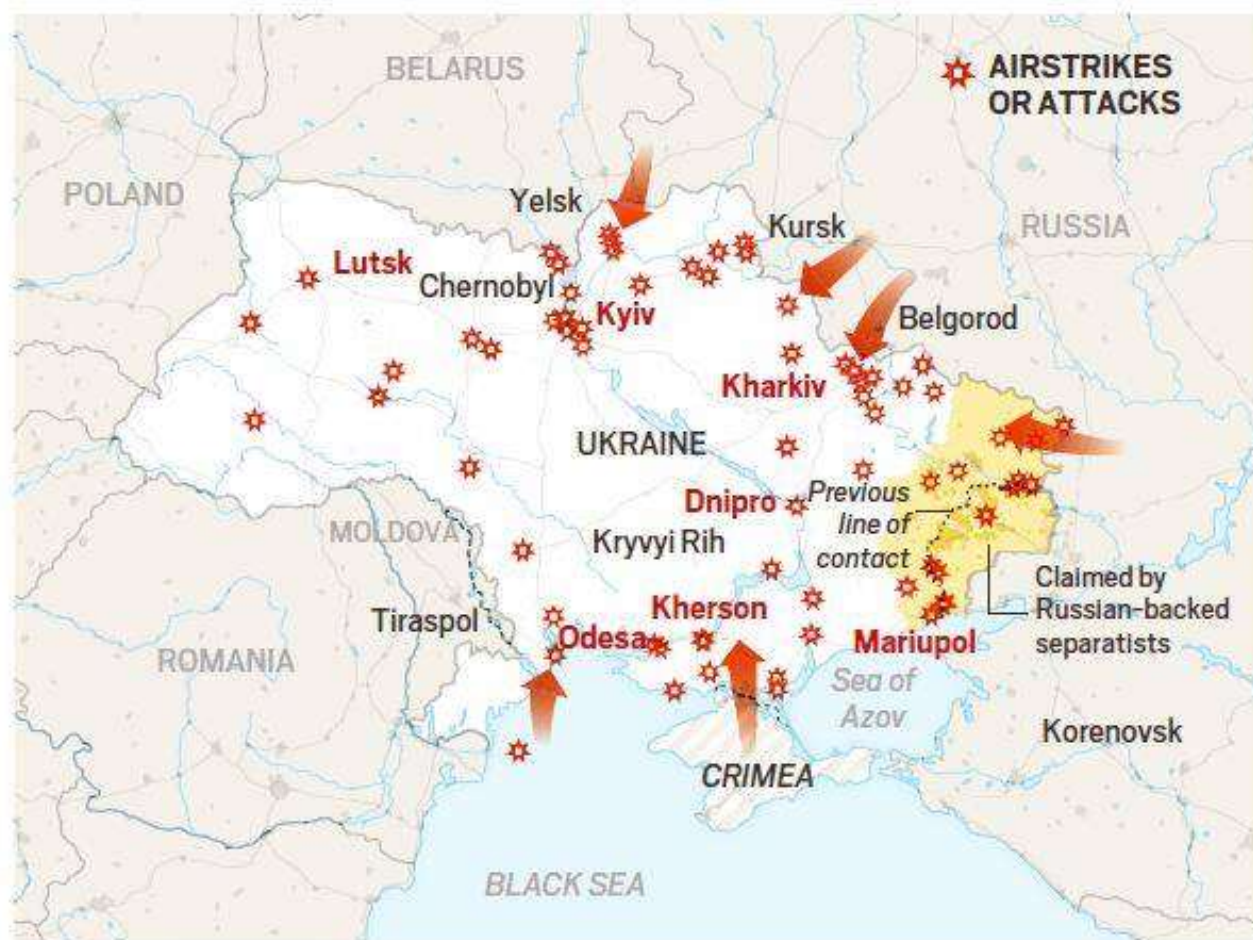 AIRSTRIKES
OR ATTACKS
BELARUS
POLAND
RUSSIA
Yelsk
Kursk
Lutsk
Chernobyl
Kyiv
Belgorod
Kharkiv
UKRAINE
Dnipro
Previous
line of
contact
MOLDOVA
Kryvyi Rih
Claimed by
Russian-backed
separatists
Kherson
Tiraspol
Odesa
Mariupol
ROMANIA
Sea of
Azov
Korenovsk
CRIMEA
BLACK SEA